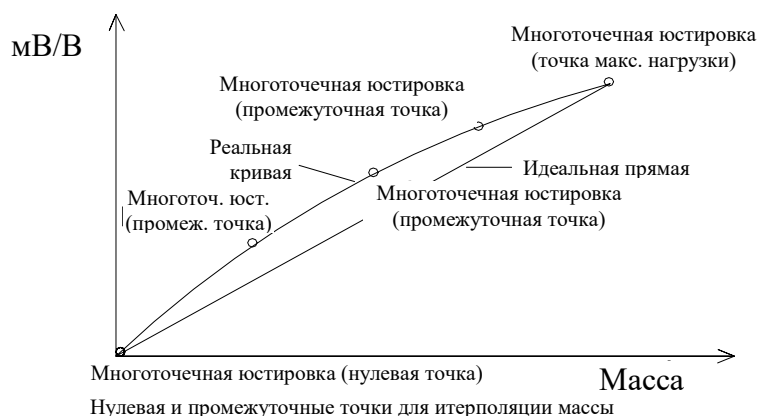 мВ/В
Многоточечная юстировка
(точка макс. нагрузки)
Многоточечная юстировка
(промежуточная точка)
Реальная
кривая
Идеальная прямая
Многоточ. юст.
(промеж. точка)
Многоточечная юстировка
(промежуточная точка)
Многоточечная юстировка (нулевая точка)
Масса
Нулевая и промежуточные точки для итерполяции массы